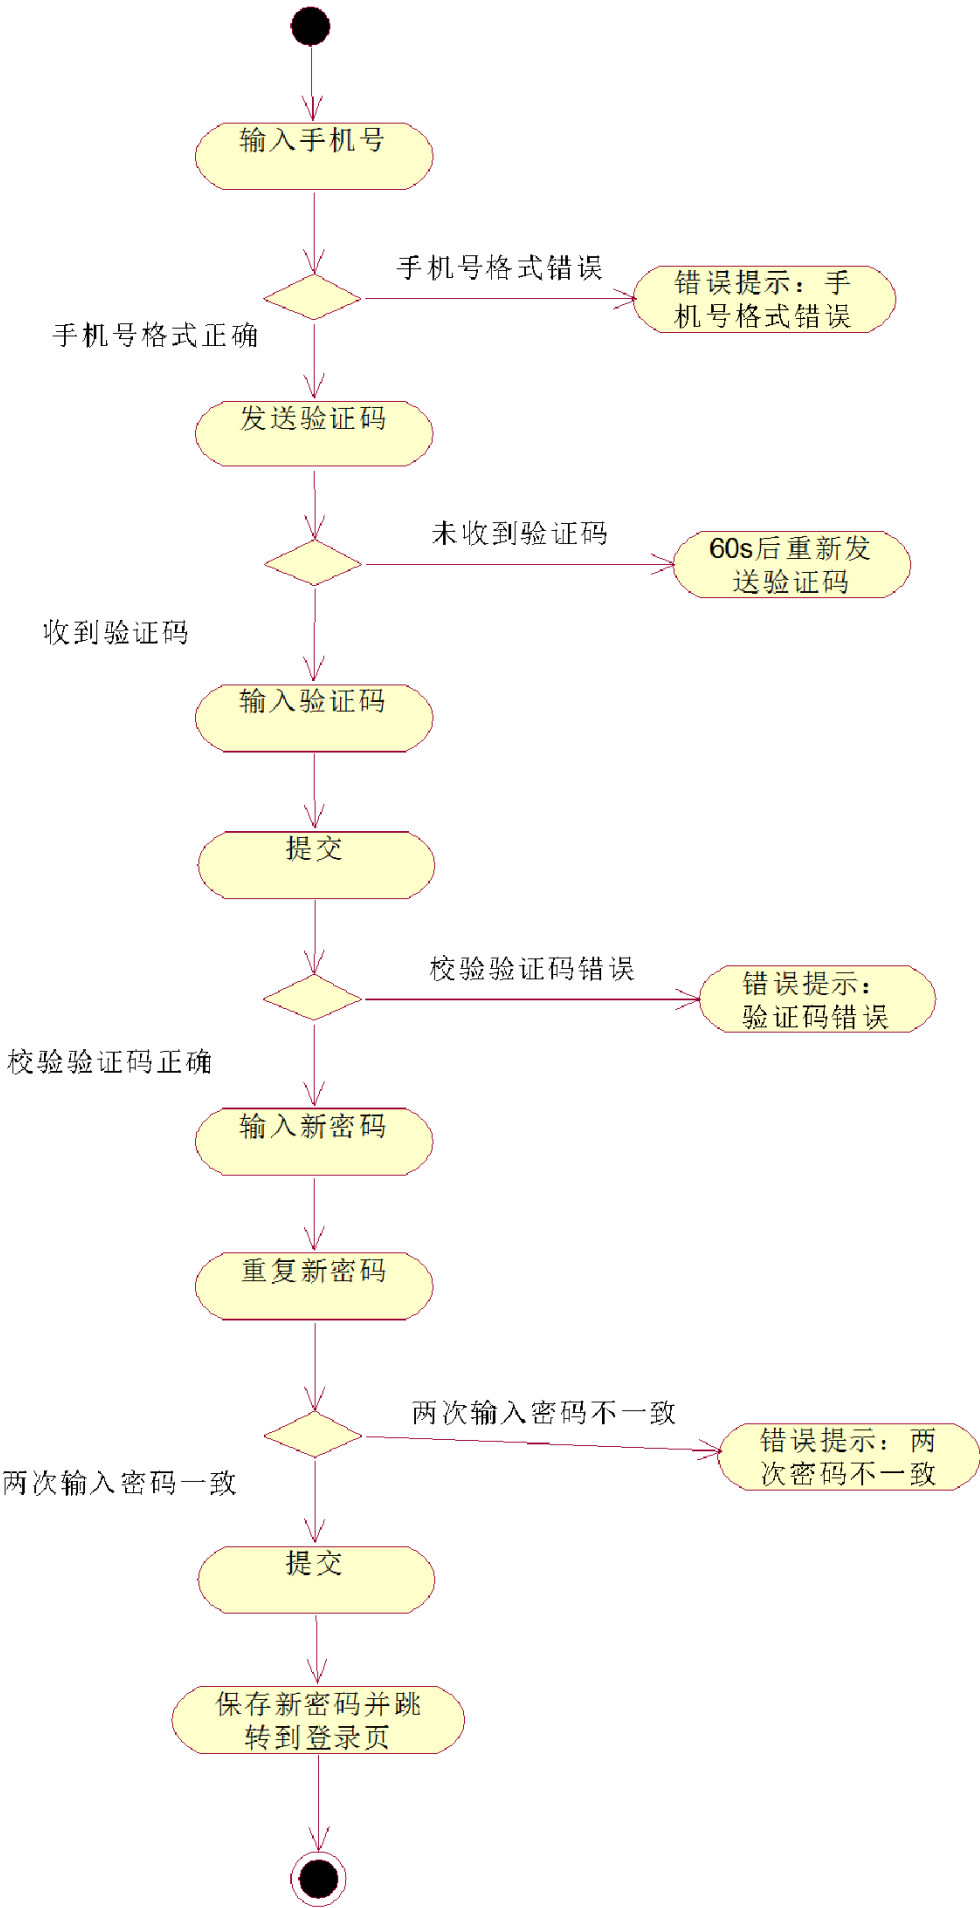 输入手机号
手机号格式错误
错误提示：手
机号格式错误
手机号格式正确
发送验证码
未收到验证码
60s后重新发
送验证码
收到验证码
输入验证码
提交
校验验证码错误
错误提示：
验证码错误
校验验证码正确
输入新密码
重复新密码
两次输入密码不一致
错误提示：两
次密码不一致
两次输入密码一致
提交
保存新密码并跳
转到登录页